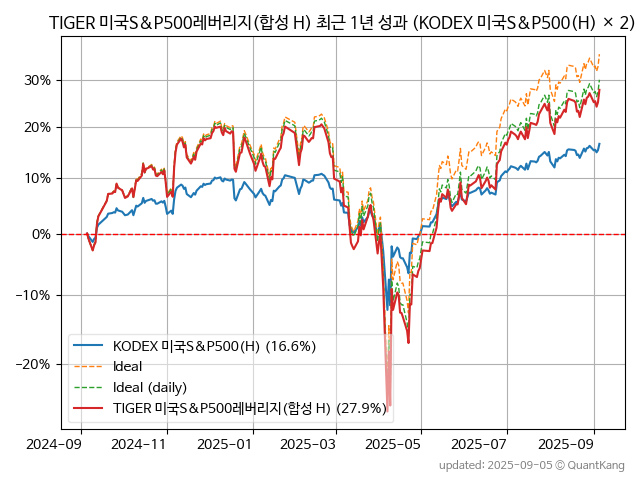 TIGER 미국S&P500레버리지(합성 H) 최근 1년 성과 (KODEX 미국S&P500(H) × 2)
30%
20%
10%
0%
−10%
−20%
KODEX 미국S&P500(H) (16.6%)
Ideal
Ideal (daily)
TIGER 미국S&P500레버리지(합성 H) (27.9%)
2024-09 2024-11 2025-01 2025-03 2025-05 2025-07 2025-09
updated: 2025-09-05 © QuantKang